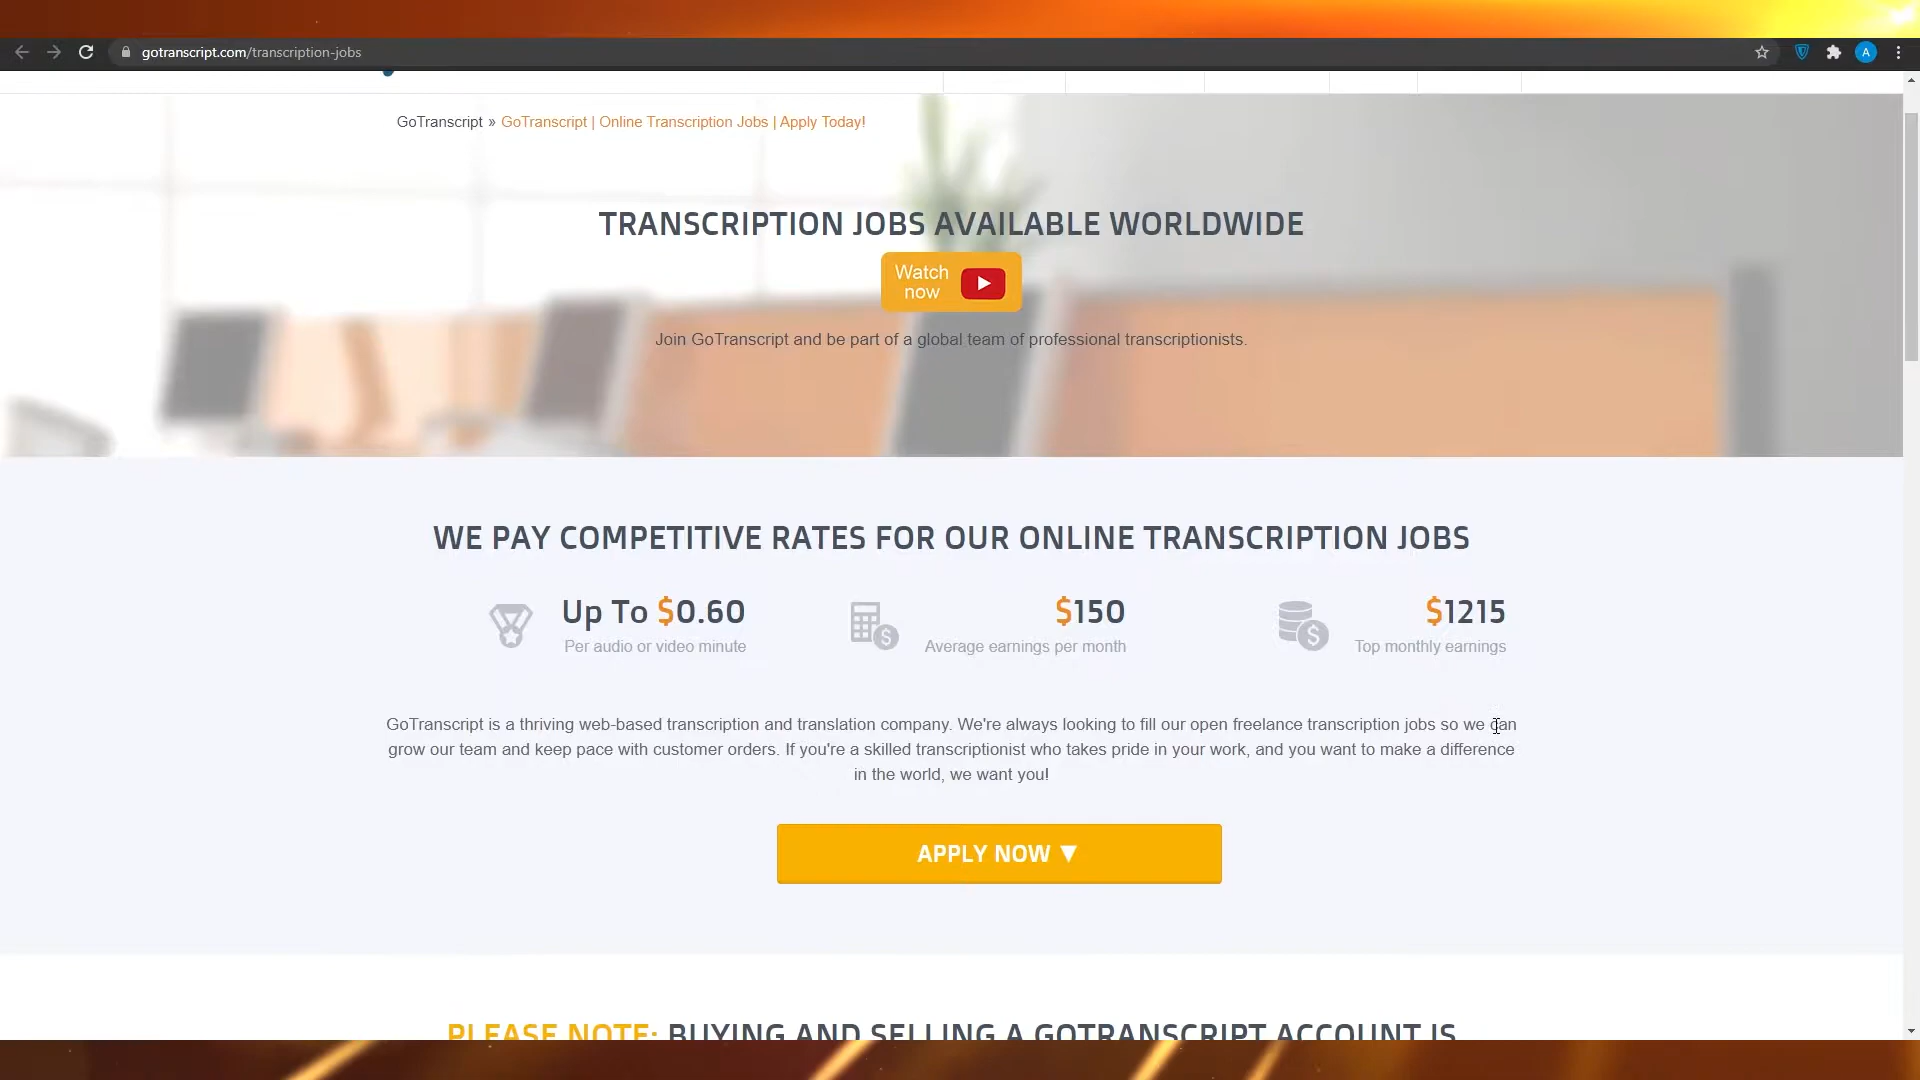 gotranscript.com/transcription-jobs
A
GoTranscript » GoTranscript | Online Transcription Jobs | Apply Today!
TRANSCRIPTION JOBS AVAILABLE WORLDWIDE
Watch
now
Join GoTranscript and be part of a global team of professional transcriptionists.
WE PAY COMPETITIVE RATES FOR OUR ONLINE TRANSCRIPTION JOBS
Up To $0.60 $150 $1215
Per audio or video minute Average earnings per month Top monthly earnings
GoTranscript is a thriving web-based transcription and translation company. We're always looking to fill our open freelance transcription jobs so we can
grow our team and keep pace with customer orders. If you're a skilled transcriptionist who takes pride in your work, and you want to make a difference
in the world, we want you!
APPLY NOW ▼
PLEASE NOTE: BUYING AND SELLING A GOTRANSCRIPT ACCOUNT IS